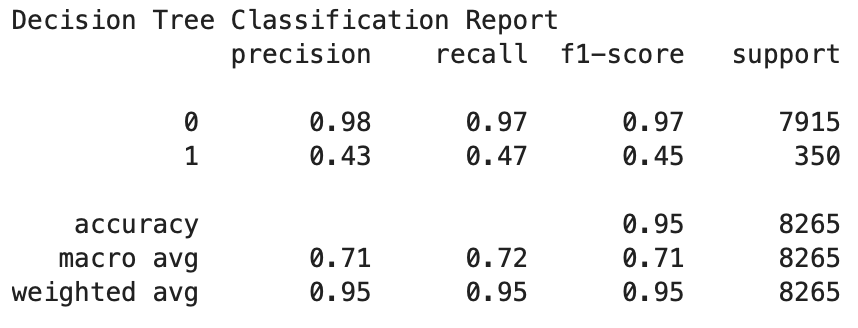 Decision Tree Classification Report
precision recall f1-score support
0 0.98 0.97 0.97 7915
1 0.43 0.47 0.45 350
accuracy 0.95 8265
macro avg 0.71 0.72 0.71 8265
weighted avg 0.95 0.95 0.95 8265